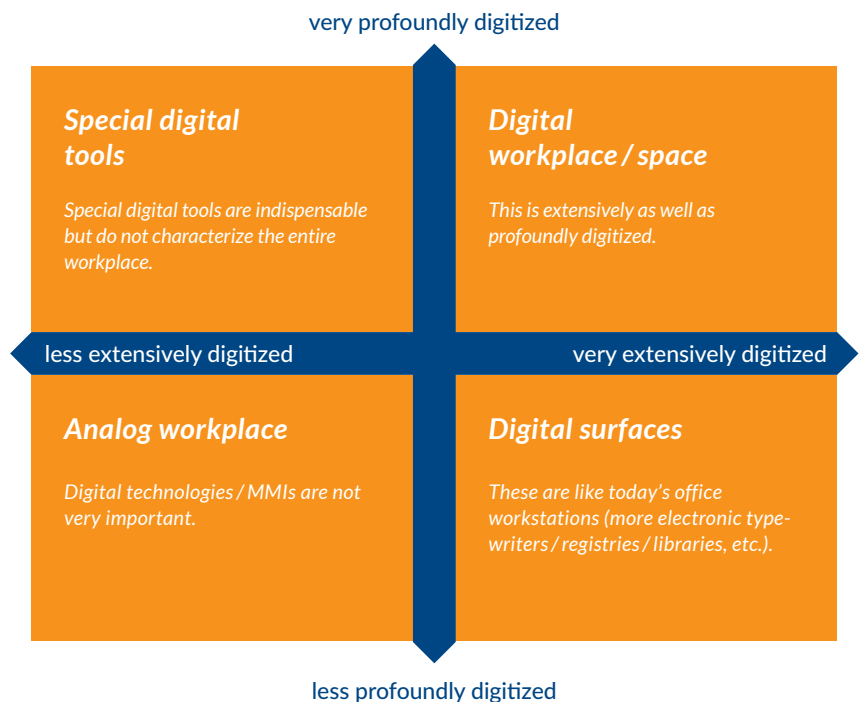 very profoundly digitized
Special digital
tools
Special digital tools are indispensable
but do not characterize the entire
workplace.
Digital
workplace / space
This is extensively as well as
profoundly digitized.
less extensively digitized
very extensively digitized
Analog workplace
Digital technologies / MMIs are not
very important.
Digital surfaces
These are like today’s office
workstations (more electronic type-
writers / registries / libraries, etc.).
less profoundly digitized